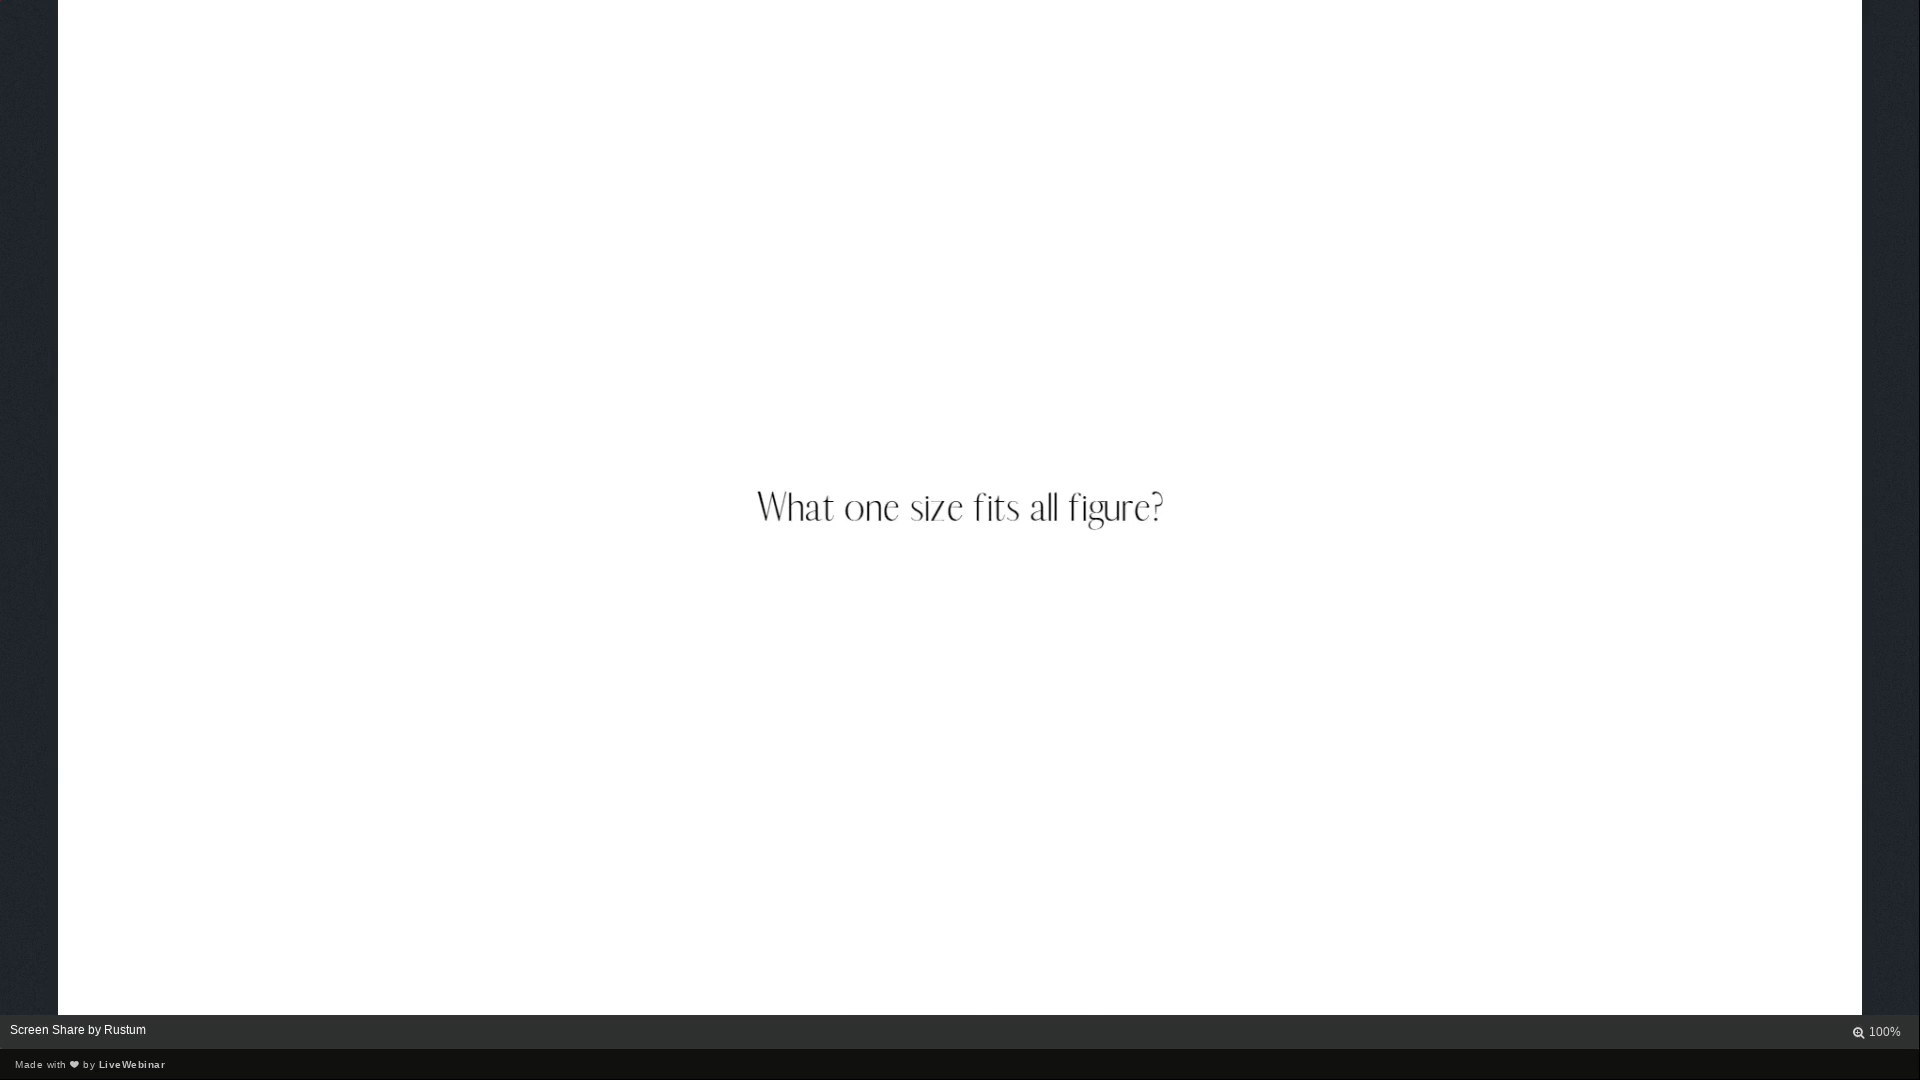 What one size fits all figure?
Screen Share by Rustum
100%
Made with ❤ by LiveWebinar